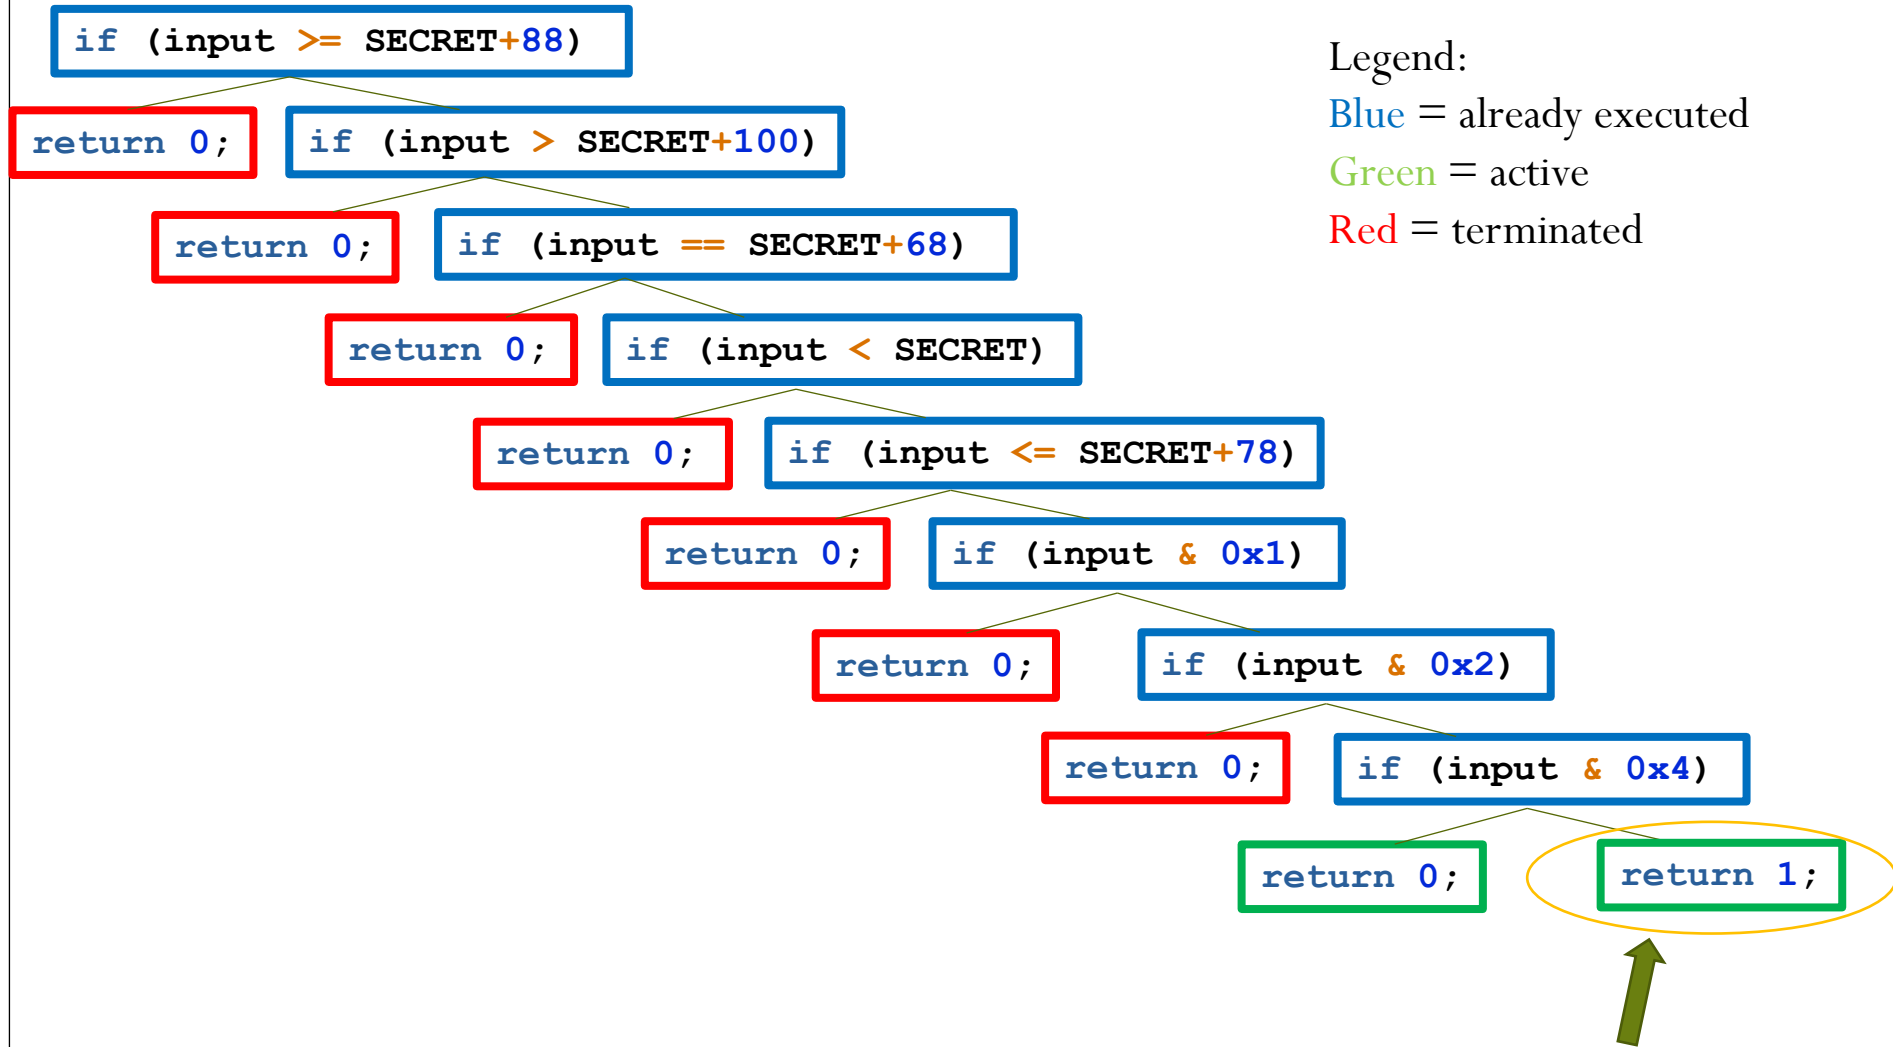 if (input >= SECRET+88)
Legend:
Blue = already executed
Green = active
Red = terminated
return 0;
if (input > SECRET+100)
return 0;
if (input == SECRET+68)
return 0;
if (input < SECRET)
return 0;
if (input <= SECRET+78)
return 0;
if (input & 0x1)
return 0;
if (input & 0x2)
return 0;
if (input & 0x4)
return 0;
return 1;